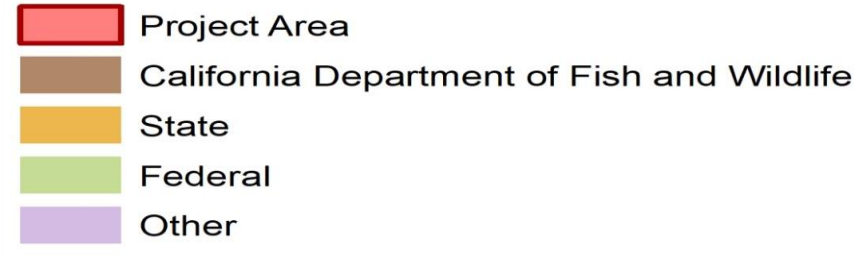 Project Area
California Department of Fish and Wildlife
State
Federal
Other